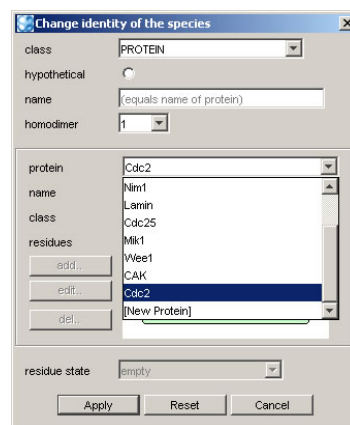 Change identity of the species
class PROTEIN
hypothetical
name (equals name of protein)
homodimer 1
protein Cdc2
name Nim1
Lamin
class Cdc25
residues Mik1
add.. Wee1
CAK
edit.. Cdc2
del.. [New Protein]
residue state empty
Apply Reset Cancel